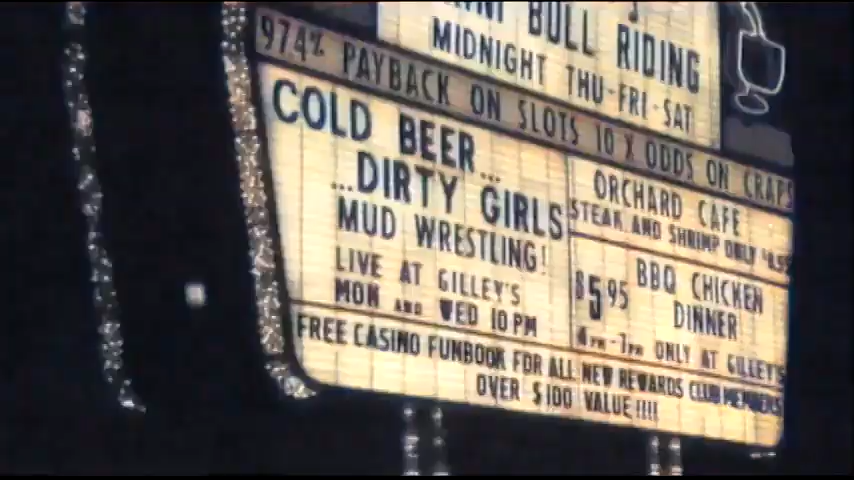 BULL RIDING
MIDNIGHT THU-FRI-SAT
97.4% PAYBACK ON SLOTS 10 X ODDS ON CRAPS
COLD BEER...
...DIRTY GIRLS
MUD WRESTLING!
LIVE AT GILLEY'S
MON AND WED 10 PM
ORCHARD CAFE
STEAK AND SHRIMP ONLY
$5.95 BBQ CHICKEN
DINNER
4PM-7PM ONLY AT GILLEY'S
FREE CASINO FUNBOOK FOR ALL NEW REWARDS CLUB MEMBERS
OVER $100 VALUE!!!!